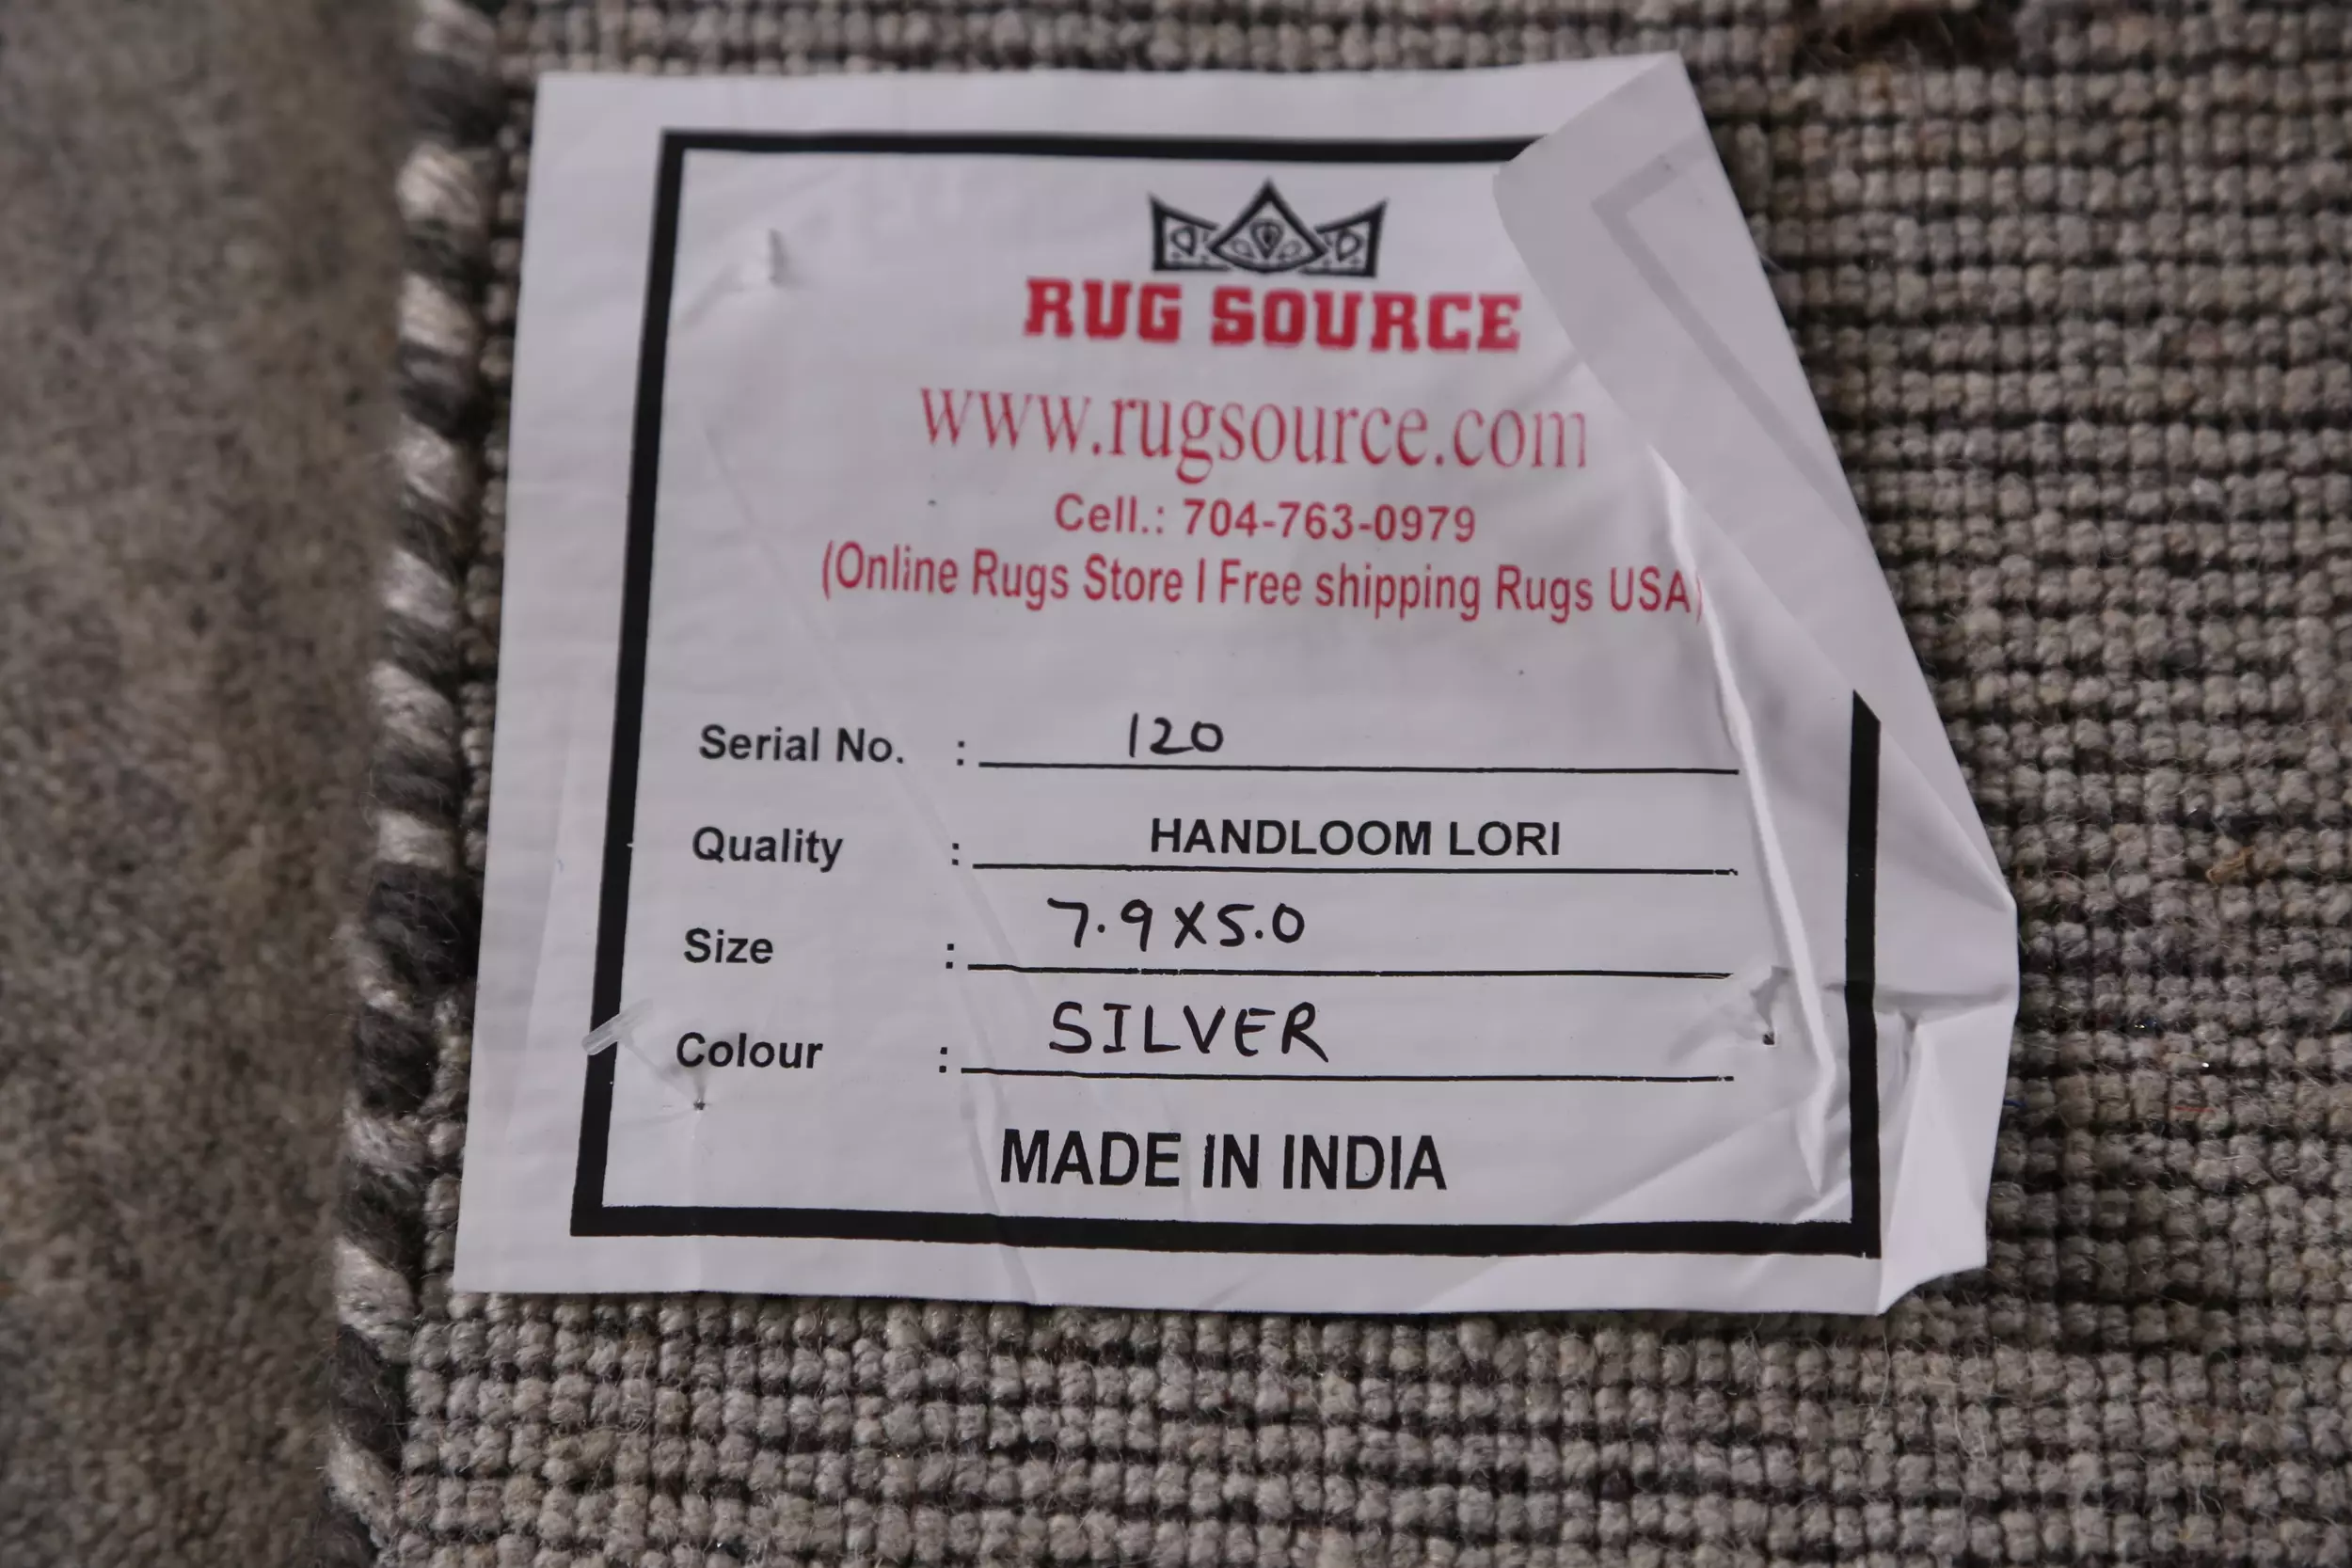 RUG SOURCE
www.rugsource.com
Cell.: 704-763-0979
(Online Rugs Store I Free shipping Rugs USA)
Serial No. : 120
Quality : HANDLOOM LORI
Size : 7.9X5.0
Colour : SILVER
MADE IN INDIA